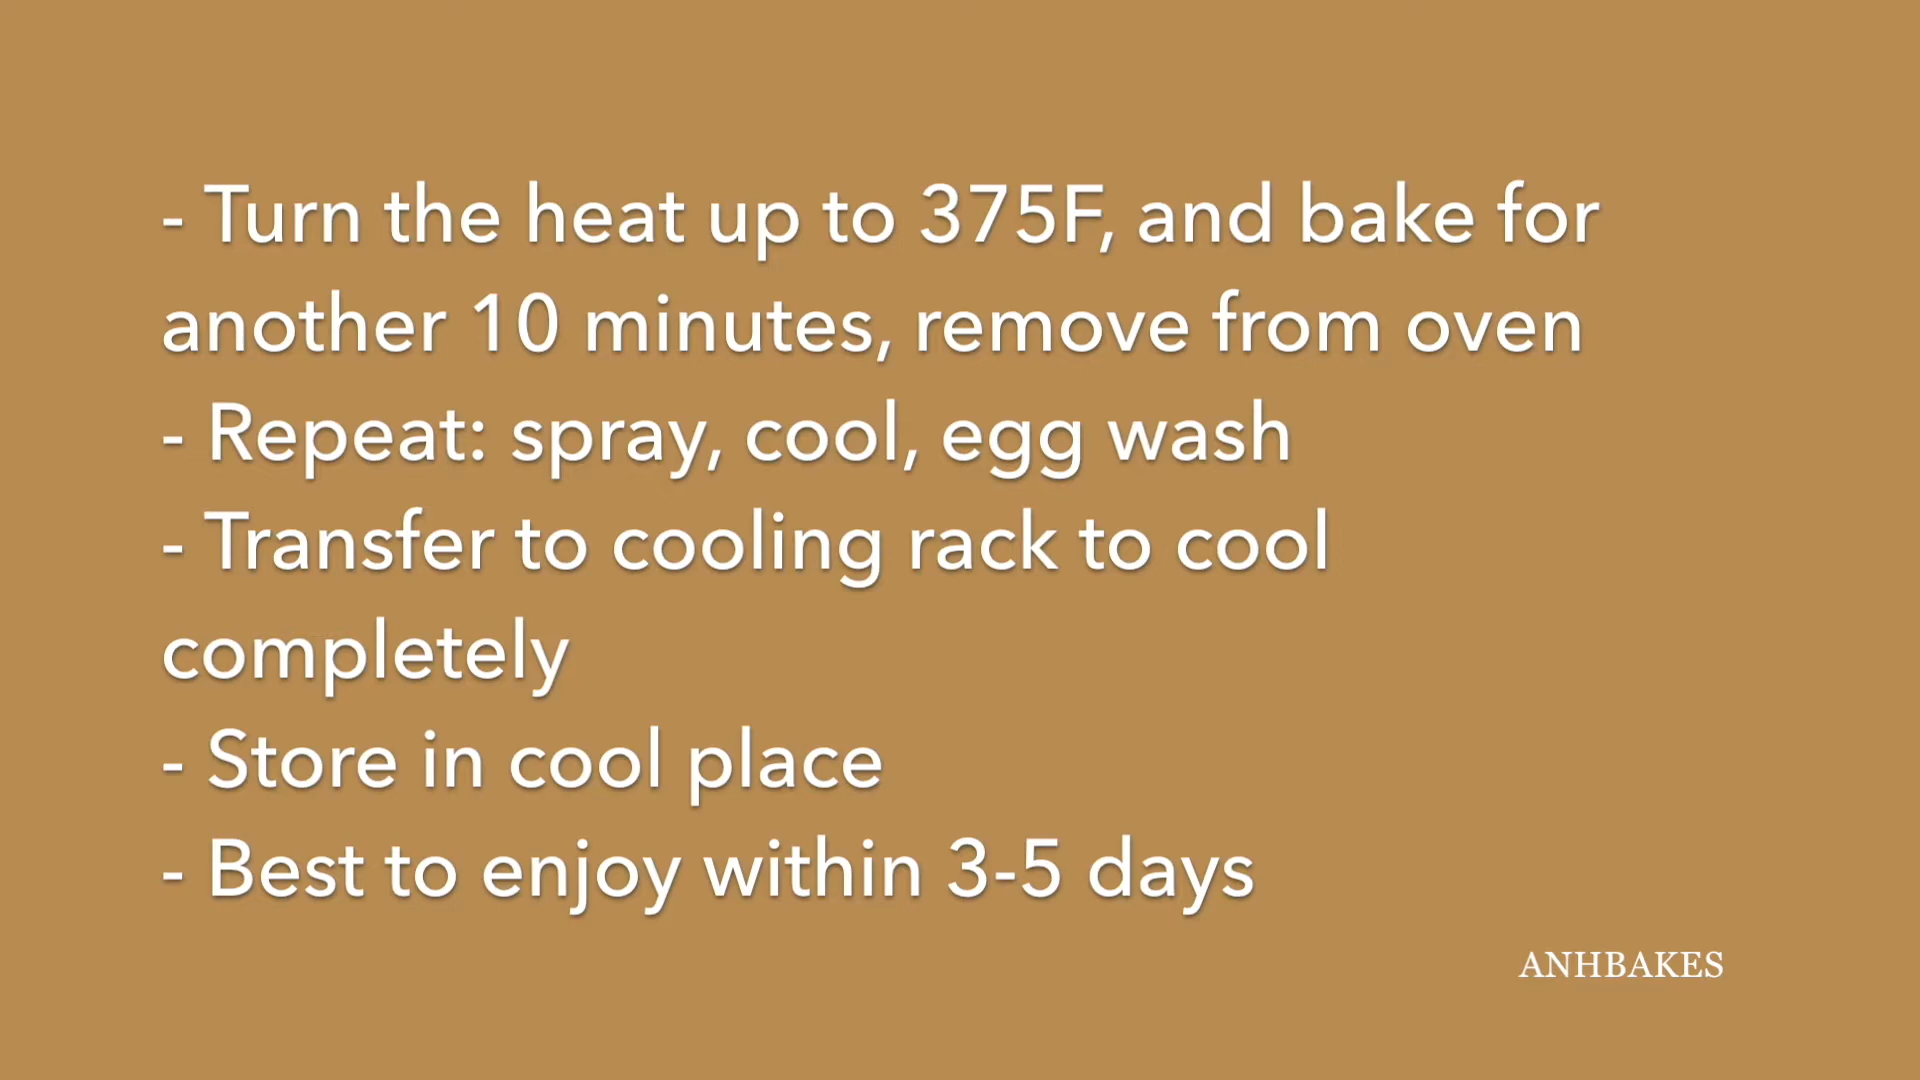 - Turn the heat up to 375F, and bake for
another 10 minutes, remove from oven
- Repeat: spray, cool, egg wash
- Transfer to cooling rack to cool
completely
- Store in cool place
- Best to enjoy within 3-5 days
ANHBAKES